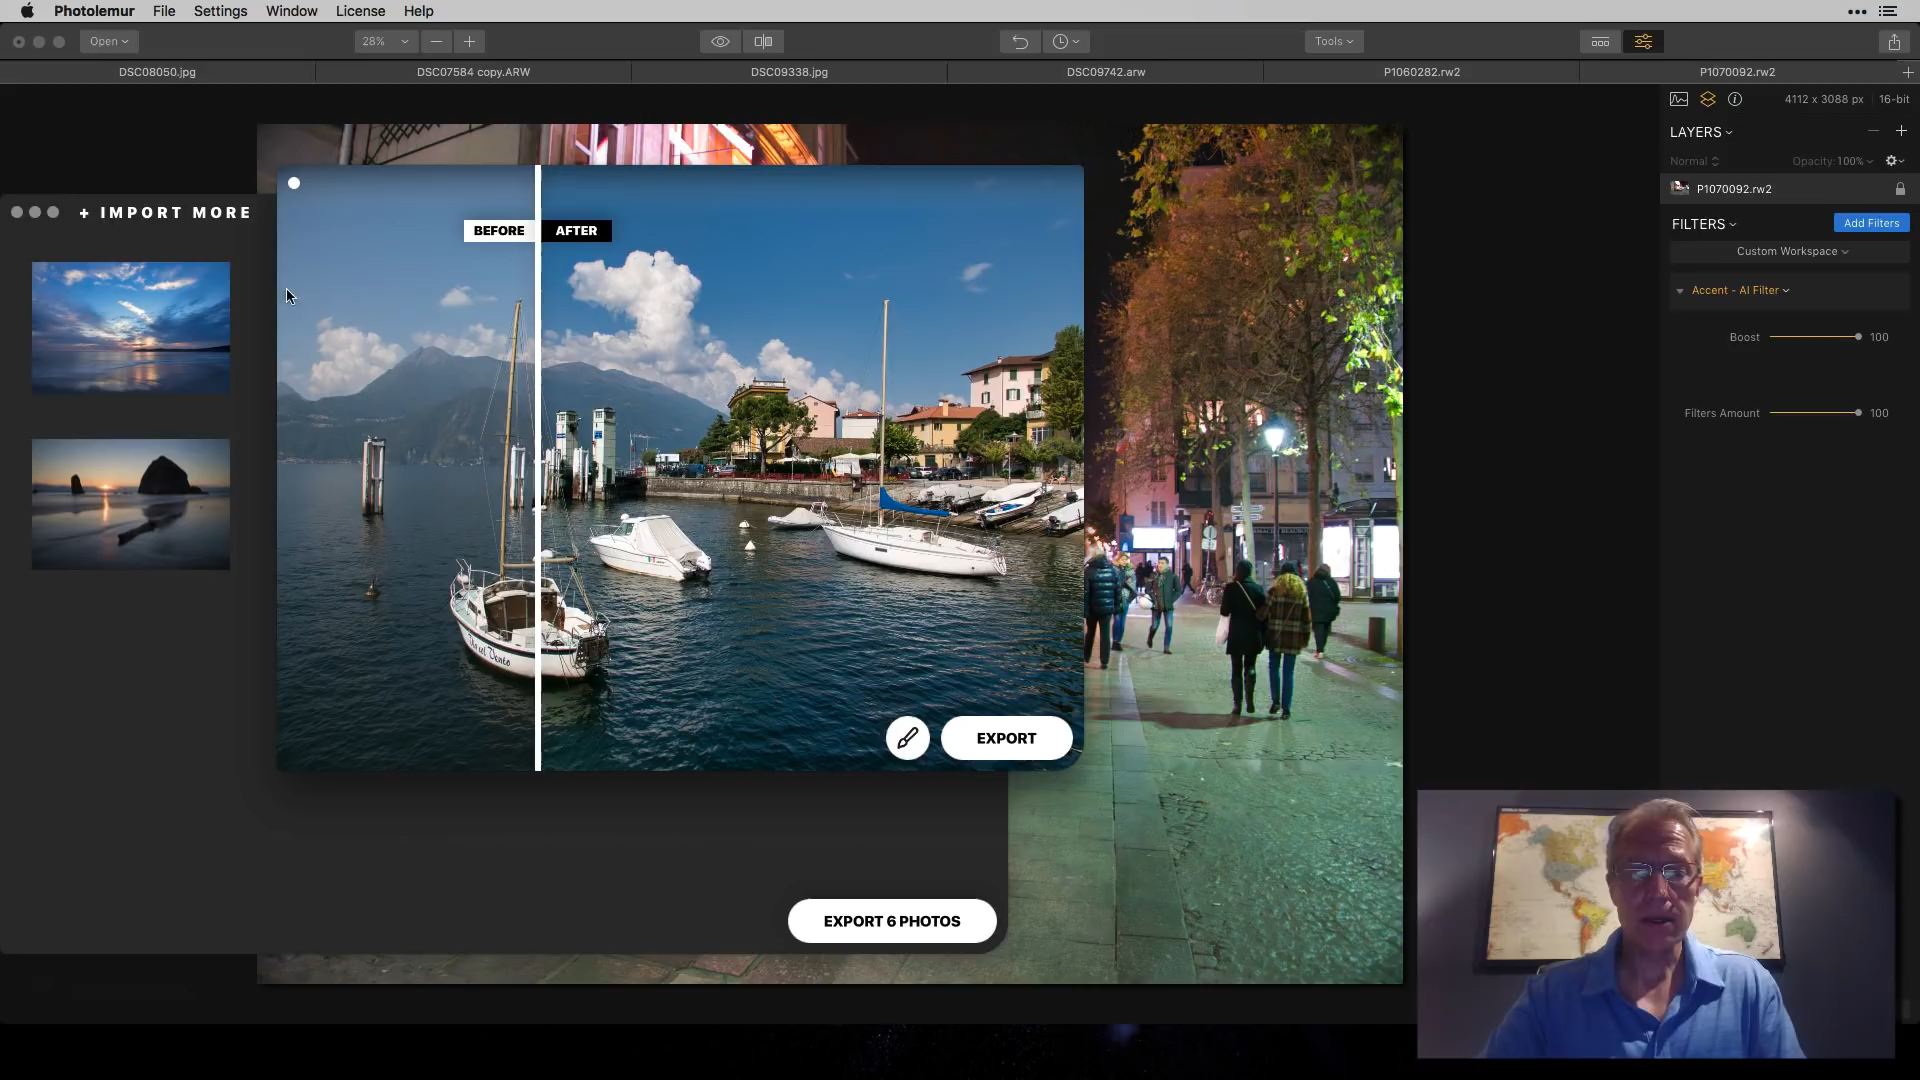 Photolemur File Settings Window License Help
Open 28% Tools
DSC08050.jpg DSC07584 copy.ARW DSC09338.jpg DSC09742.arw P1060282.rw2 P1070092.rw2
4112 x 3088 px 16-bit
LAYERS
Normal Opacity: 100%
P1070092.rw2
FILTERS Add Filters
Custom Workspace
Accent - AI Filter
Boost 100
Filters Amount 100
+ IMPORT MORE
BEFORE AFTER
EXPORT
EXPORT 6 PHOTOS